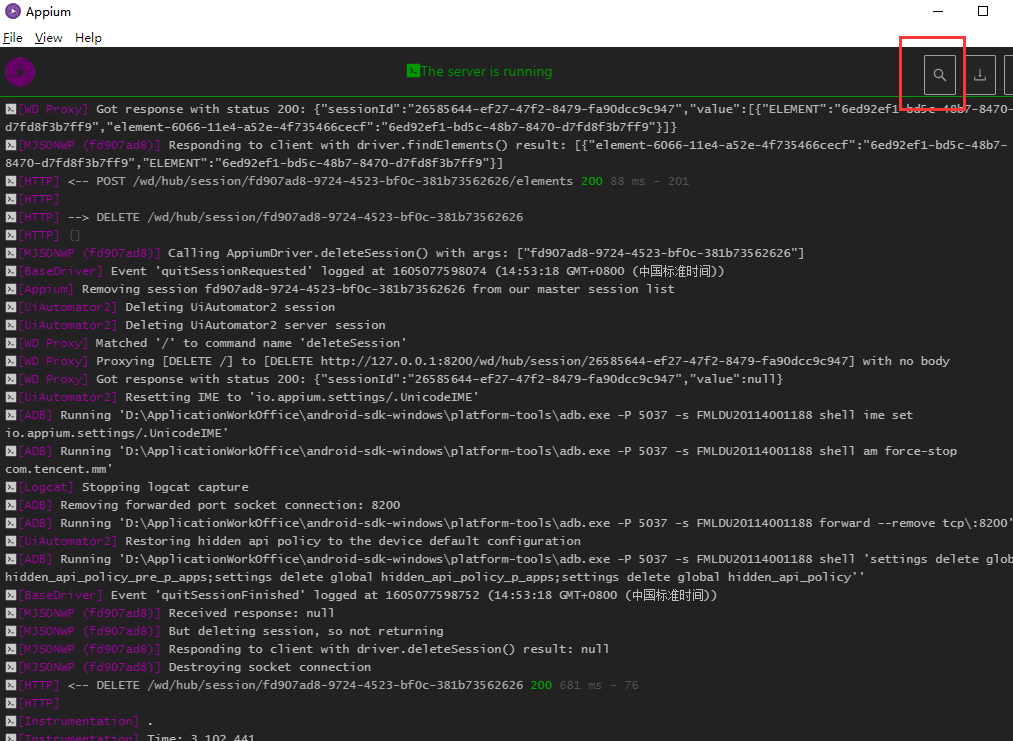 Appium
File View Help
The server is running
[WD Proxy] Got response with status 200: {"sessionId":"26585644-ef27-47f2-8479-fa90dcc9c947","value":[{"ELEMENT":"6ed92ef1-bd5c-48b7-8470-
d7fd8f3b7ff9","element-6066-11e4-a52e-4f735466cecf":"6ed92ef1-bd5c-48b7-8470-d7fd8f3b7ff9"}]}
[MJSONWP (fd907ad8)] Responding to client with driver.findElements() result: [{"element-6066-11e4-a52e-4f735466cecf":"6ed92ef1-bd5c-48b7-
8470-d7fd8f3b7ff9","ELEMENT":"6ed92ef1-bd5c-48b7-8470-d7fd8f3b7ff9"}]
[HTTP] <-- POST /wd/hub/session/fd907ad8-9724-4523-bf0c-381b73562626/elements 200 88 ms - 201
[HTTP]
[HTTP] --> DELETE /wd/hub/session/fd907ad8-9724-4523-bf0c-381b73562626
[HTTP] {}
[MJSONWP (fd907ad8)] Calling AppiumDriver.deleteSession() with args: ["fd907ad8-9724-4523-bf0c-381b73562626"]
[BaseDriver] Event 'quitSessionRequested' logged at 1605077598074 (14:53:18 GMT+0800 (中国标准时间))
[Appium] Removing session fd907ad8-9724-4523-bf0c-381b73562626 from our master session list
[UiAutomator2] Deleting UiAutomator2 session
[UiAutomator2] Deleting UiAutomator2 server session
[WD Proxy] Matched '/' to command name 'deleteSession'
[WD Proxy] Proxying [DELETE /] to [DELETE http://127.0.0.1:8200/wd/hub/session/26585644-ef27-47f2-8479-fa90dcc9c947] with no body
[WD Proxy] Got response with status 200: {"sessionId":"26585644-ef27-47f2-8479-fa90dcc9c947","value":null}
[UiAutomator2] Resetting IME to 'io.appium.settings/.UnicodeIME'
[ADB] Running 'D:\ApplicationWorkOffice\android-sdk-windows\platform-tools\adb.exe -P 5037 -s FMLDU20114001188 shell ime set
io.appium.settings/.UnicodeIME'
[ADB] Running 'D:\ApplicationWorkOffice\android-sdk-windows\platform-tools\adb.exe -P 5037 -s FMLDU20114001188 shell am force-stop
com.tencent.mm'
[Logcat] Stopping logcat capture
[ADB] Removing forwarded port socket connection: 8200
[ADB] Running 'D:\ApplicationWorkOffice\android-sdk-windows\platform-tools\adb.exe -P 5037 -s FMLDU20114001188 forward --remove tcp\:8200'
[UiAutomator2] Restoring hidden api policy to the device default configuration
[ADB] Running 'D:\ApplicationWorkOffice\android-sdk-windows\platform-tools\adb.exe -P 5037 -s FMLDU20114001188 shell 'settings delete glob
hidden_api_policy_pre_p_apps;settings delete global hidden_api_policy_p_apps;settings delete global hidden_api_policy''
[BaseDriver] Event 'quitSessionFinished' logged at 1605077598752 (14:53:18 GMT+0800 (中国标准时间))
[MJSONWP (fd907ad8)] Received response: null
[MJSONWP (fd907ad8)] But deleting session, so not returning
[MJSONWP (fd907ad8)] Responding to client with driver.deleteSession() result: null
[MJSONWP (fd907ad8)] Destroying socket connection
[HTTP] <-- DELETE /wd/hub/session/fd907ad8-9724-4523-bf0c-381b73562626 200 681 ms - 76
[HTTP]
[Instrumentation] .
[Instrumentation] Time: 3,102.441